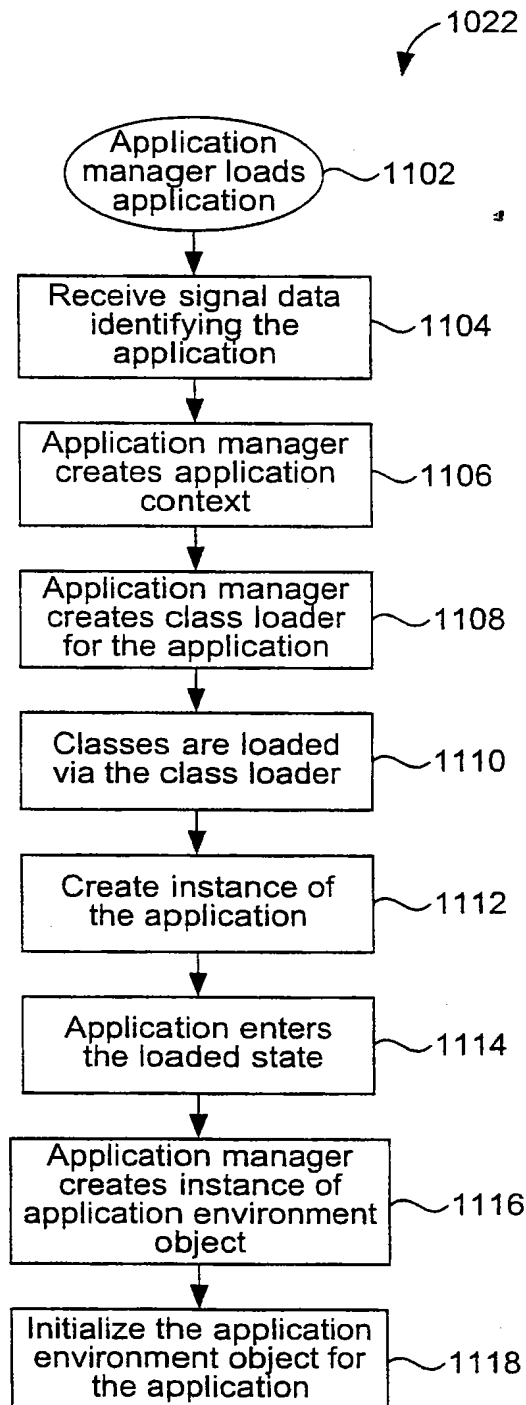 1022
Application
manager loads
application
1102
Receive signal data
identifying the
application
1104
Application manager
creates application
context
1106
Application manager
creates class loader
for the application
1108
Classes are loaded
via the class loader
1110
Create instance of
the application
1112
Application enters
the loaded state
1114
Application manager
creates instance of
application environment
object
1116
Initialize the application
environment object for
the application
1118